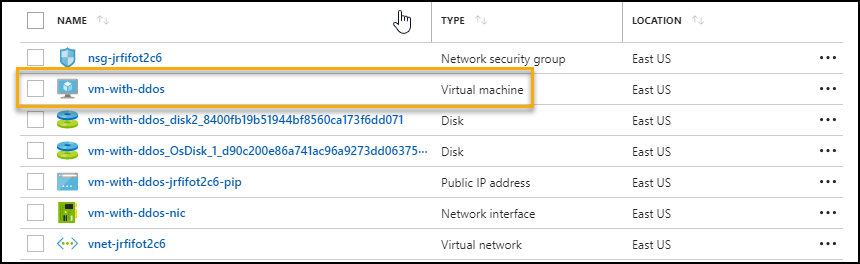 NAME TYPE LOCATION
nsg-jrfifot2c6 Network security group East US
vm-with-ddos Virtual machine East US
vm-with-ddos_disk2_8400fb19b51944bf8560ca173f6dd071 Disk East US
vm-with-ddos_OsDisk_1_d90c200e86a741ac96a9273dd06375··· Disk East US
vm-with-ddos-jrfifot2c6-pip Public IP address East US
vm-with-ddos-nic Network interface East US
vnet-jrfifot2c6 Virtual network East US